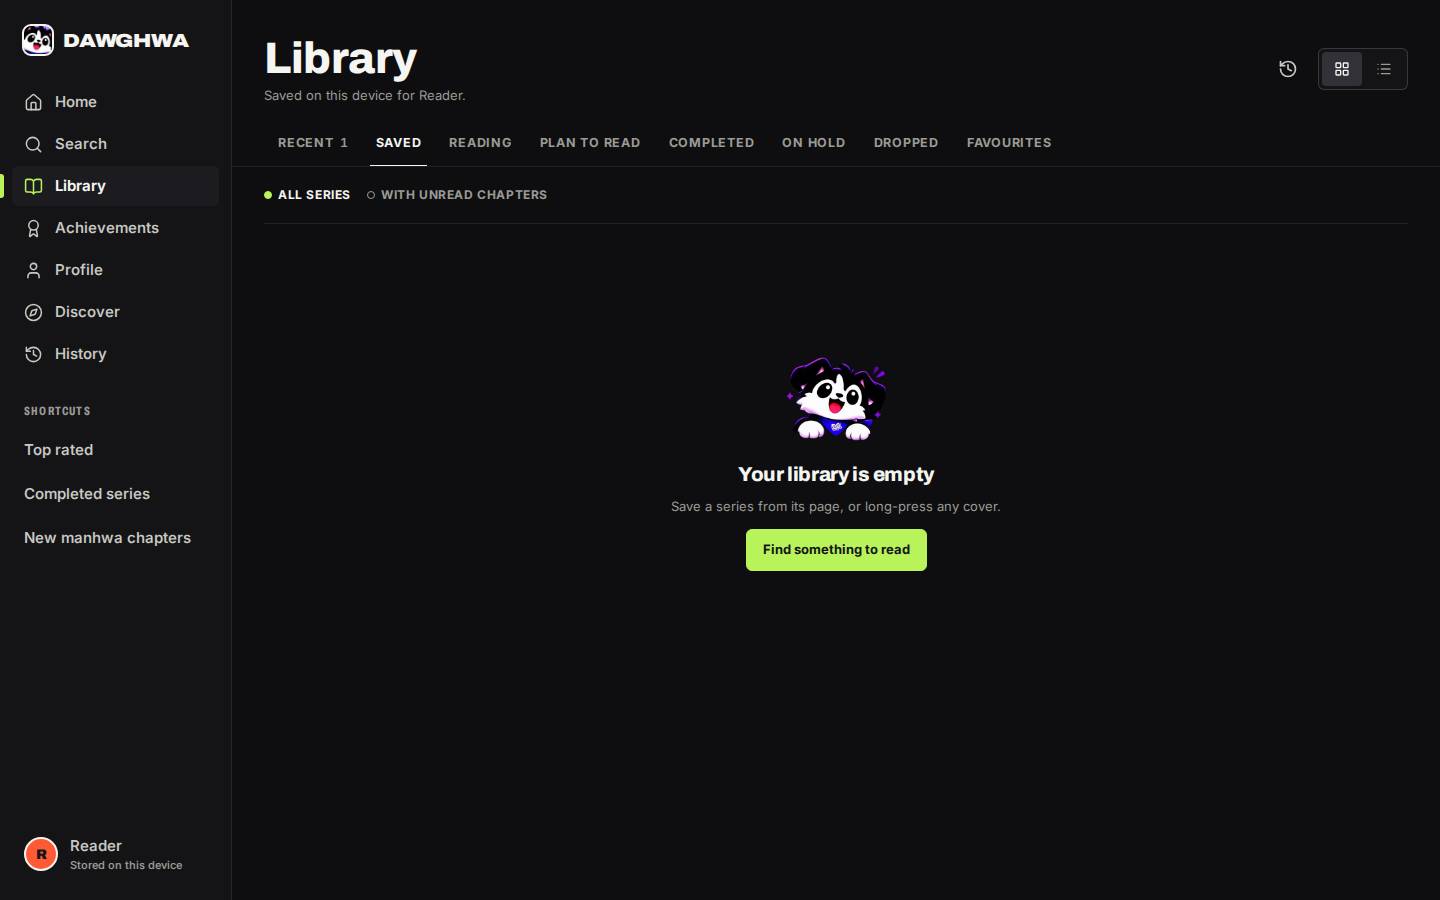 DAWGHWA
Home
Search
Library
Achievements
Profile
Discover
History
SHORTCUTS
Top rated
Completed series
New manhwa chapters
R
Reader
Stored on this device
Library
Saved on this device for Reader.
RECENT 1 SAVED READING PLAN TO READ COMPLETED ON HOLD DROPPED FAVOURITES
ALL SERIES WITH UNREAD CHAPTERS
Your library is empty
Save a series from its page, or long-press any cover.
Find something to read